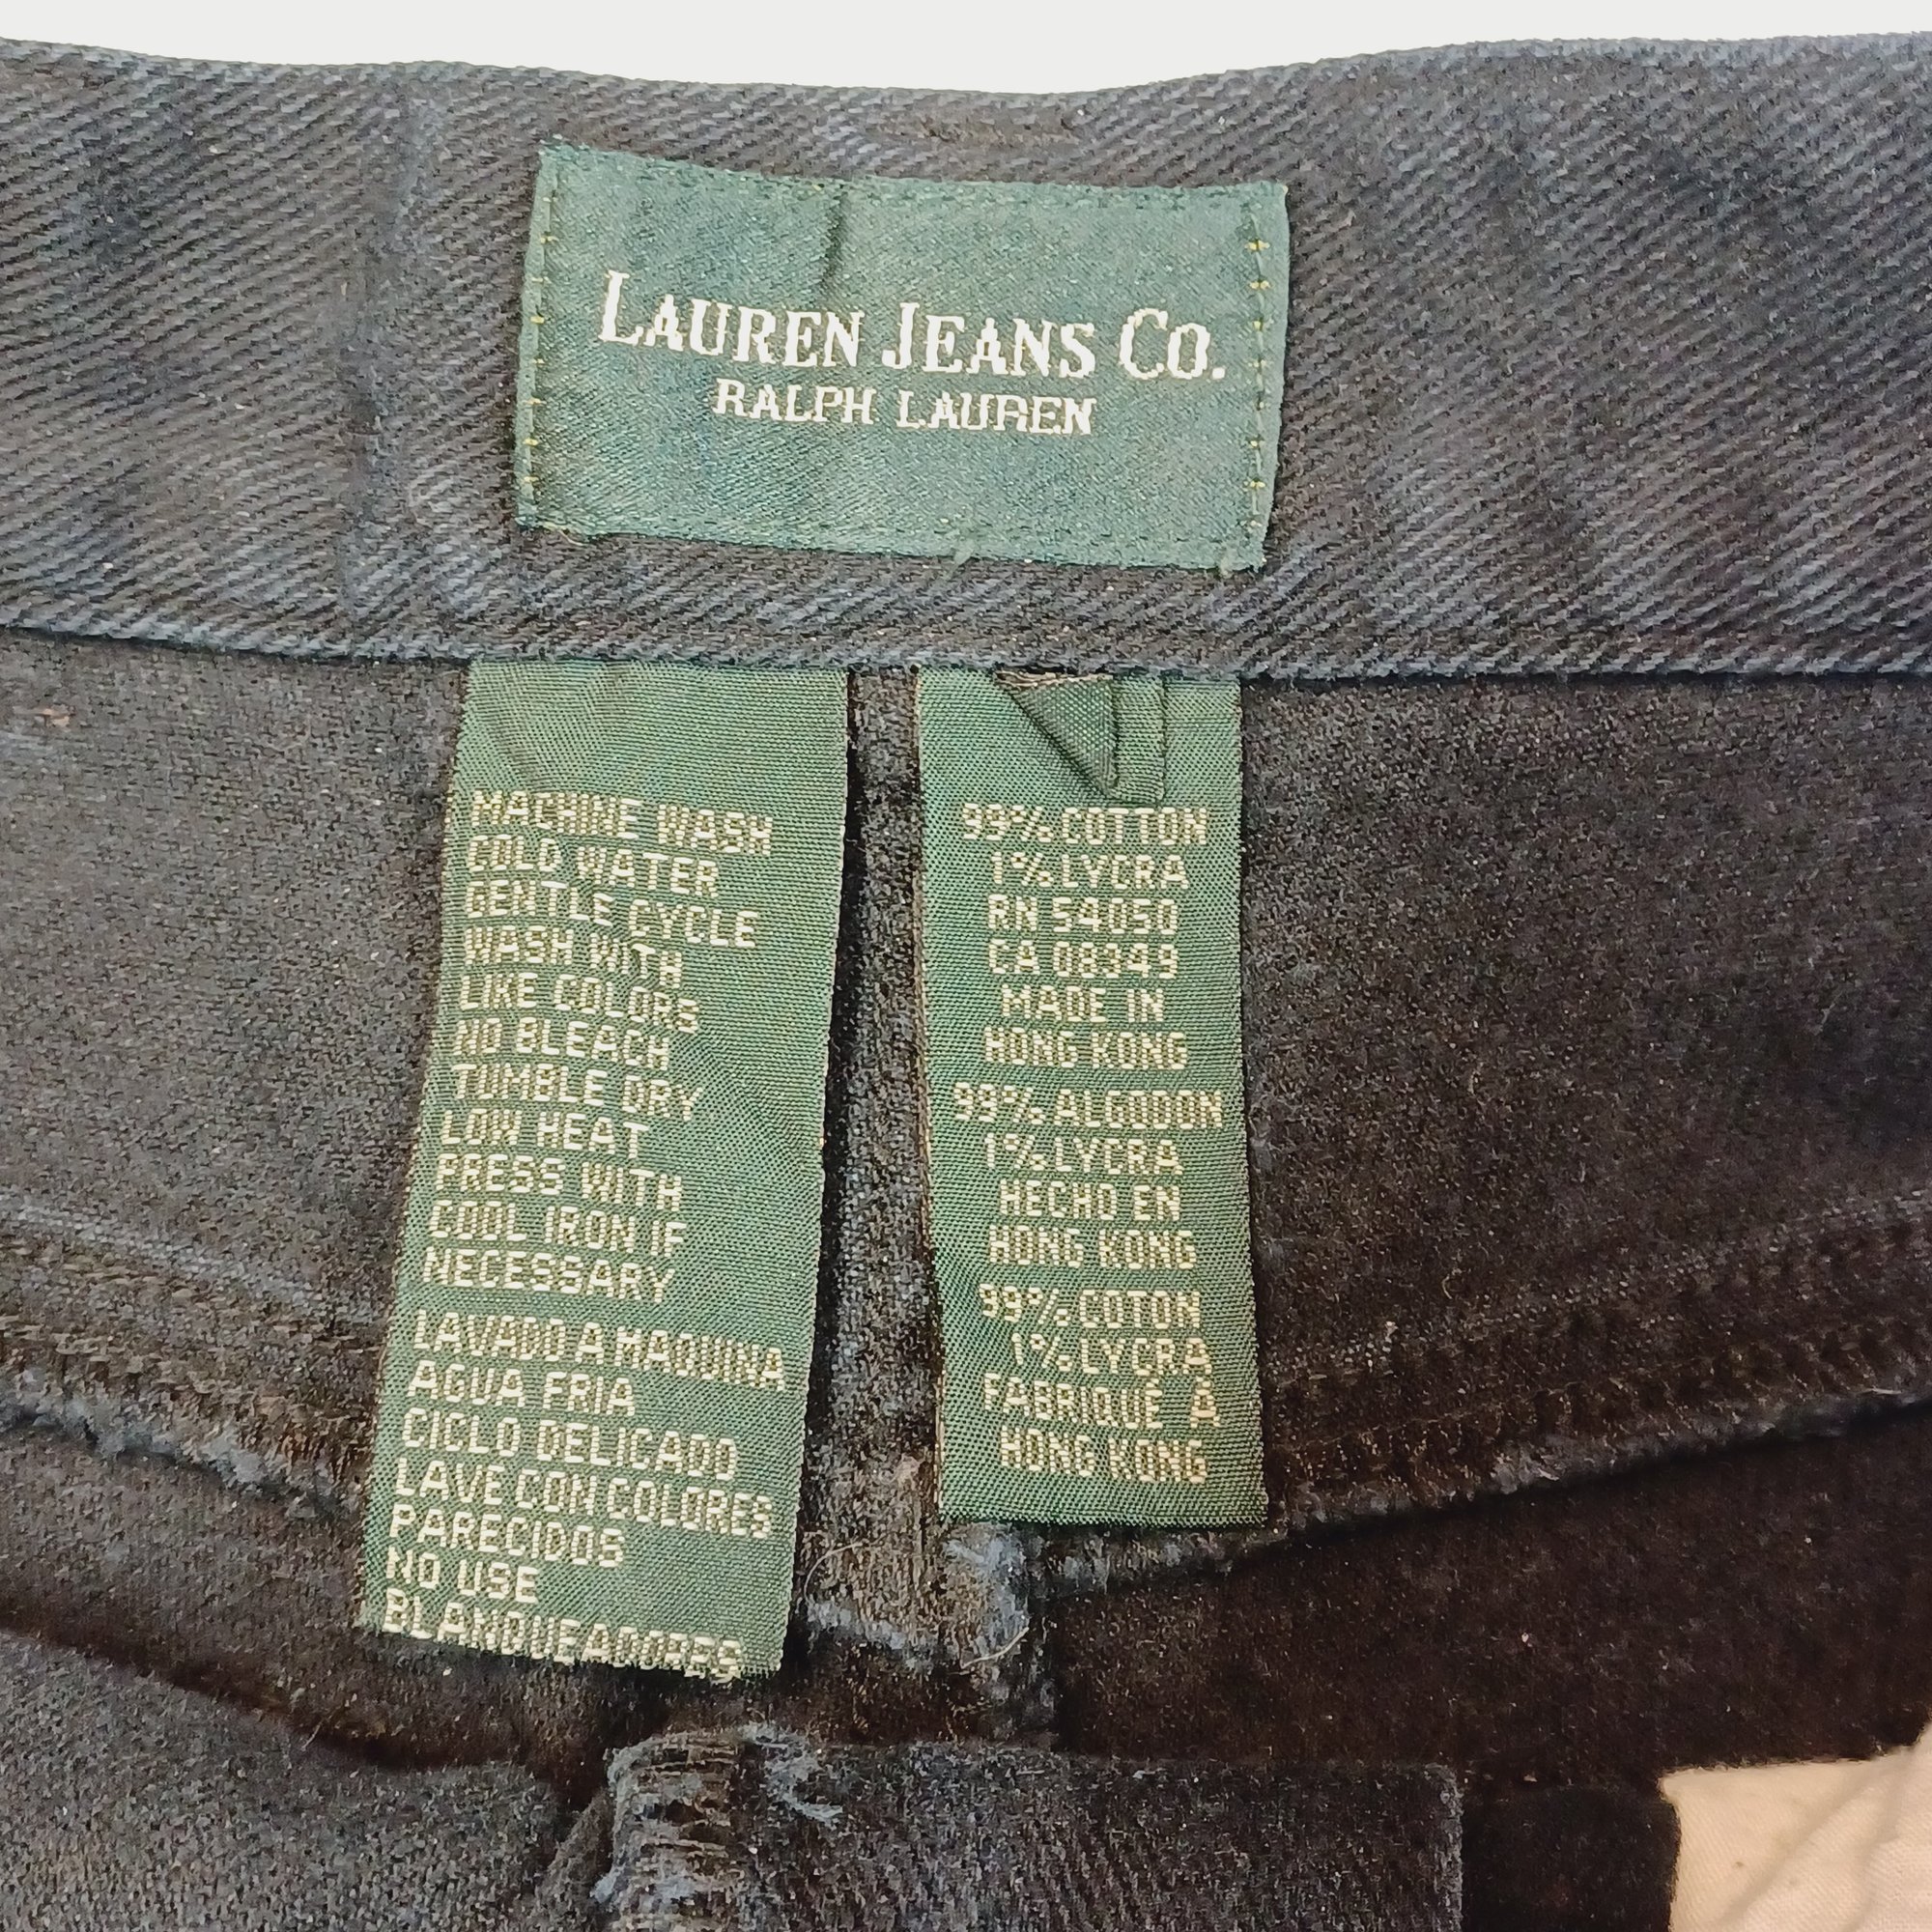 LAUREN JEANS CO.
RALPH LAUREN
MACHINE WASH
COLD WATER
GENTLE CYCLE
WASH WITH
LIKE COLORS
NO BLEACH
TUMBLE DRY
LOW HEAT
PRESS WITH
COOL IRON IF
NECESSARY
LAVADO A MAQUINA
AGUA FRIA
CICLO DELICADO
LAVE CON COLORES
PARECIDOS
NO USE
BLANQUEADORES
99% COTTON
1% LYCRA
RN 54050
CA 08349
MADE IN
HONG KONG
99% ALGODON
1% LYCRA
HECHO EN
HONG KONG
99% COTON
1% LYCRA
FABRIQUE A
HONG KONG